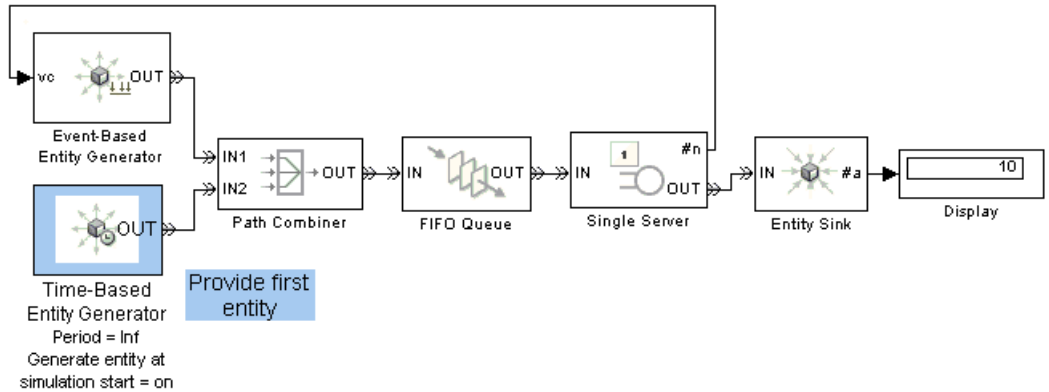 vc
OUT
Event-Based
Entity Generator
OUT
Time-Based
Entity Generator
Period = Inf
Generate entity at
simulation start = on
Provide first
entity
IN1
IN2
OUT
Path Combiner
IN
OUT
FIFO Queue
IN
1
#n
OUT
Single Server
IN
#a
Entity Sink
10
Display